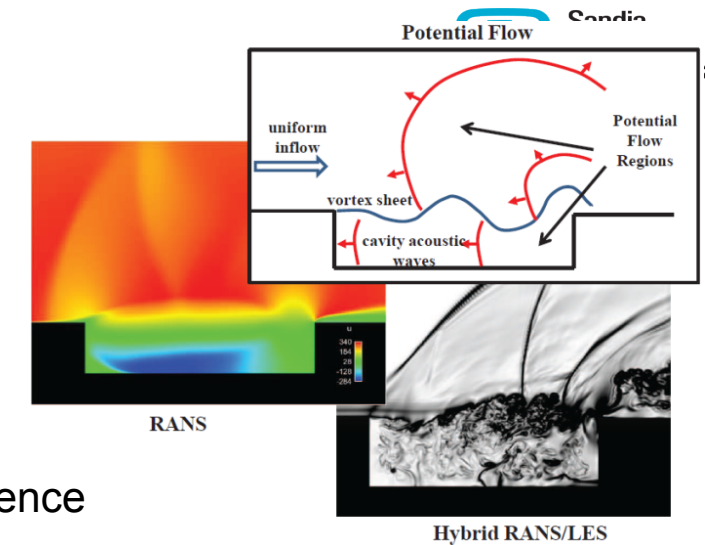 Sandia
Potential Flow
uniform
inflow
Potential
Flow
Regions
vortex sheet
cavity acoustic
waves
u
340
184
28
-128
-284
RANS
ence
Hybrid RANS/LES